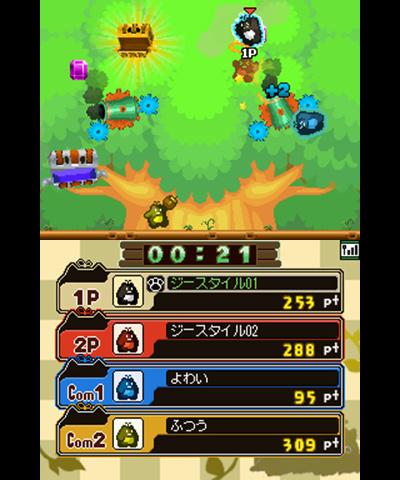 1P
+2
00:21
1P
ジースタイル01
253 pt
2P
ジースタイル02
288 pt
Com1
よわい
95 pt
Com2
ふつう
309 pt